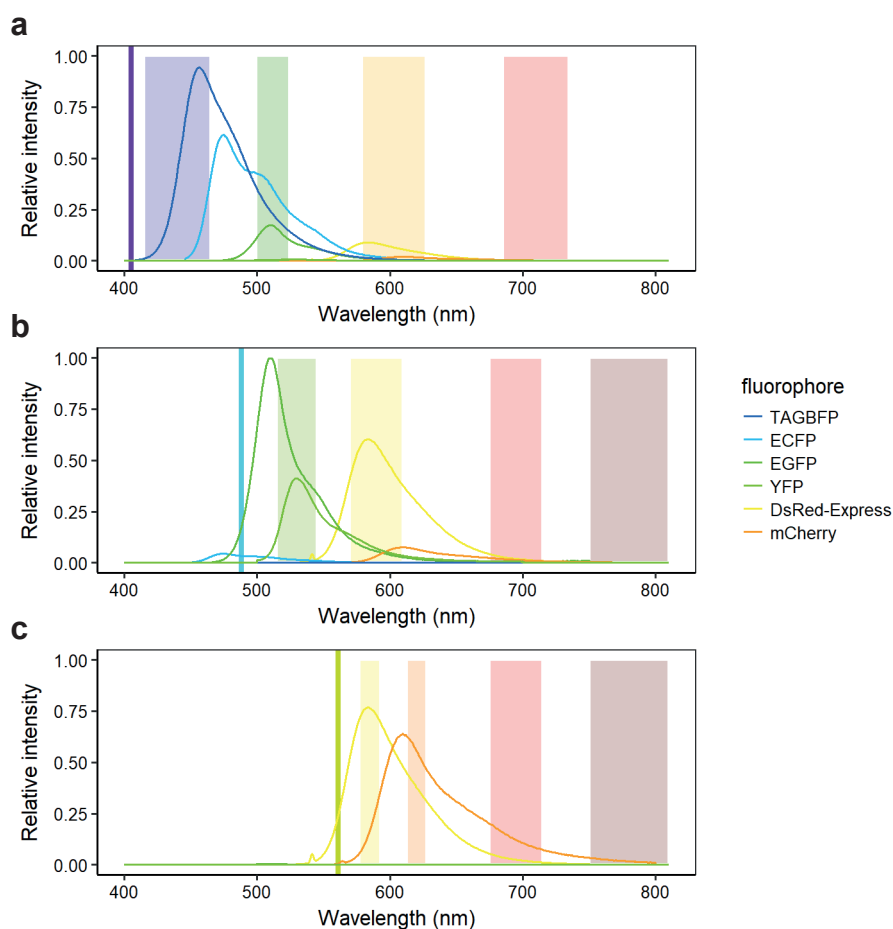 a
1.00
0.75
0.50
0.25
0.00
Relative intensity
400 500 600 700 800
Wavelength (nm)
b
1.00
0.75
0.50
0.25
0.00
Relative intensity
400 500 600 700 800
Wavelength (nm)
fluorophore
TAGBFP
ECFP
EGFP
YFP
DsRed-Express
mCherry
c
1.00
0.75
0.50
0.25
0.00
Relative intensity
400 500 600 700 800
Wavelength (nm)